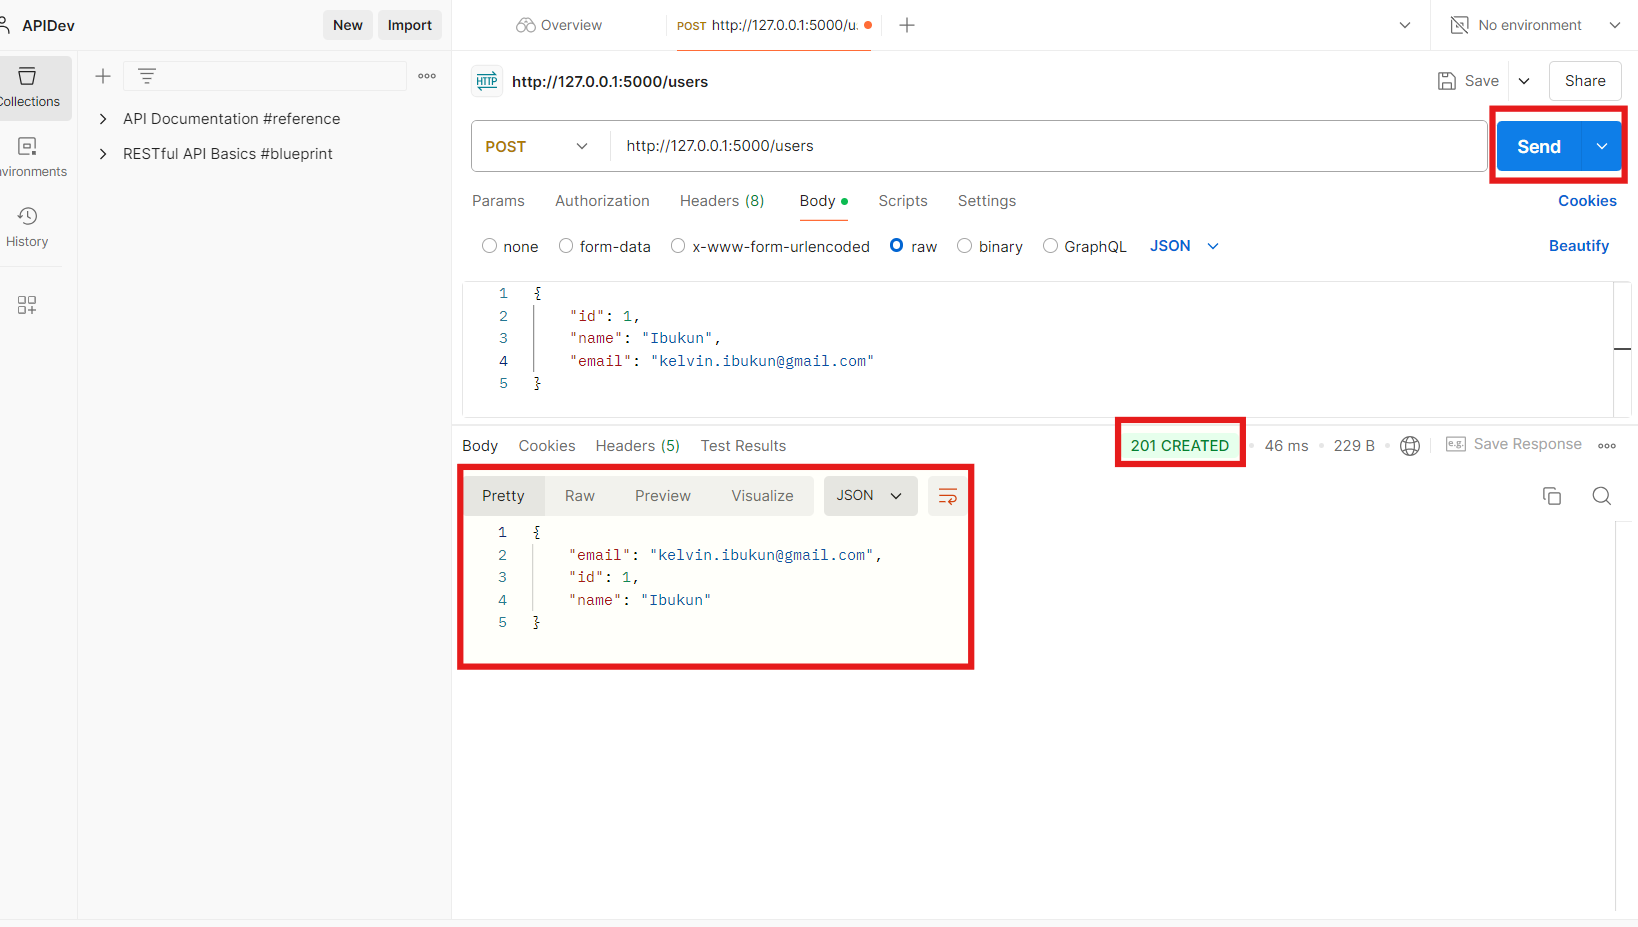 APIDev
New
Import
Overview
POST http://127.0.0.1:5000/u.
No environment
Collections
HTTP
http://127.0.0.1:5000/users
Save
Share
API Documentation #reference
RESTful API Basics #blueprint
POST
http://127.0.0.1:5000/users
Send
vironments
History
Params
Authorization
Headers (8)
Body
Scripts
Settings
Cookies
none
form-data
x-www-form-urlencoded
raw
binary
GraphQL
JSON
Beautify
1 {
2 "id": 1,
3 "name": "Ibukun",
4 "email": "kelvin.ibukun@gmail.com"
5 }
Body
Cookies
Headers (5)
Test Results
201 CREATED
46 ms
229 B
e.g.
Save Response
Pretty
Raw
Preview
Visualize
JSON
1 {
2 "email": "kelvin.ibukun@gmail.com",
3 "id": 1,
4 "name": "Ibukun"
5 }